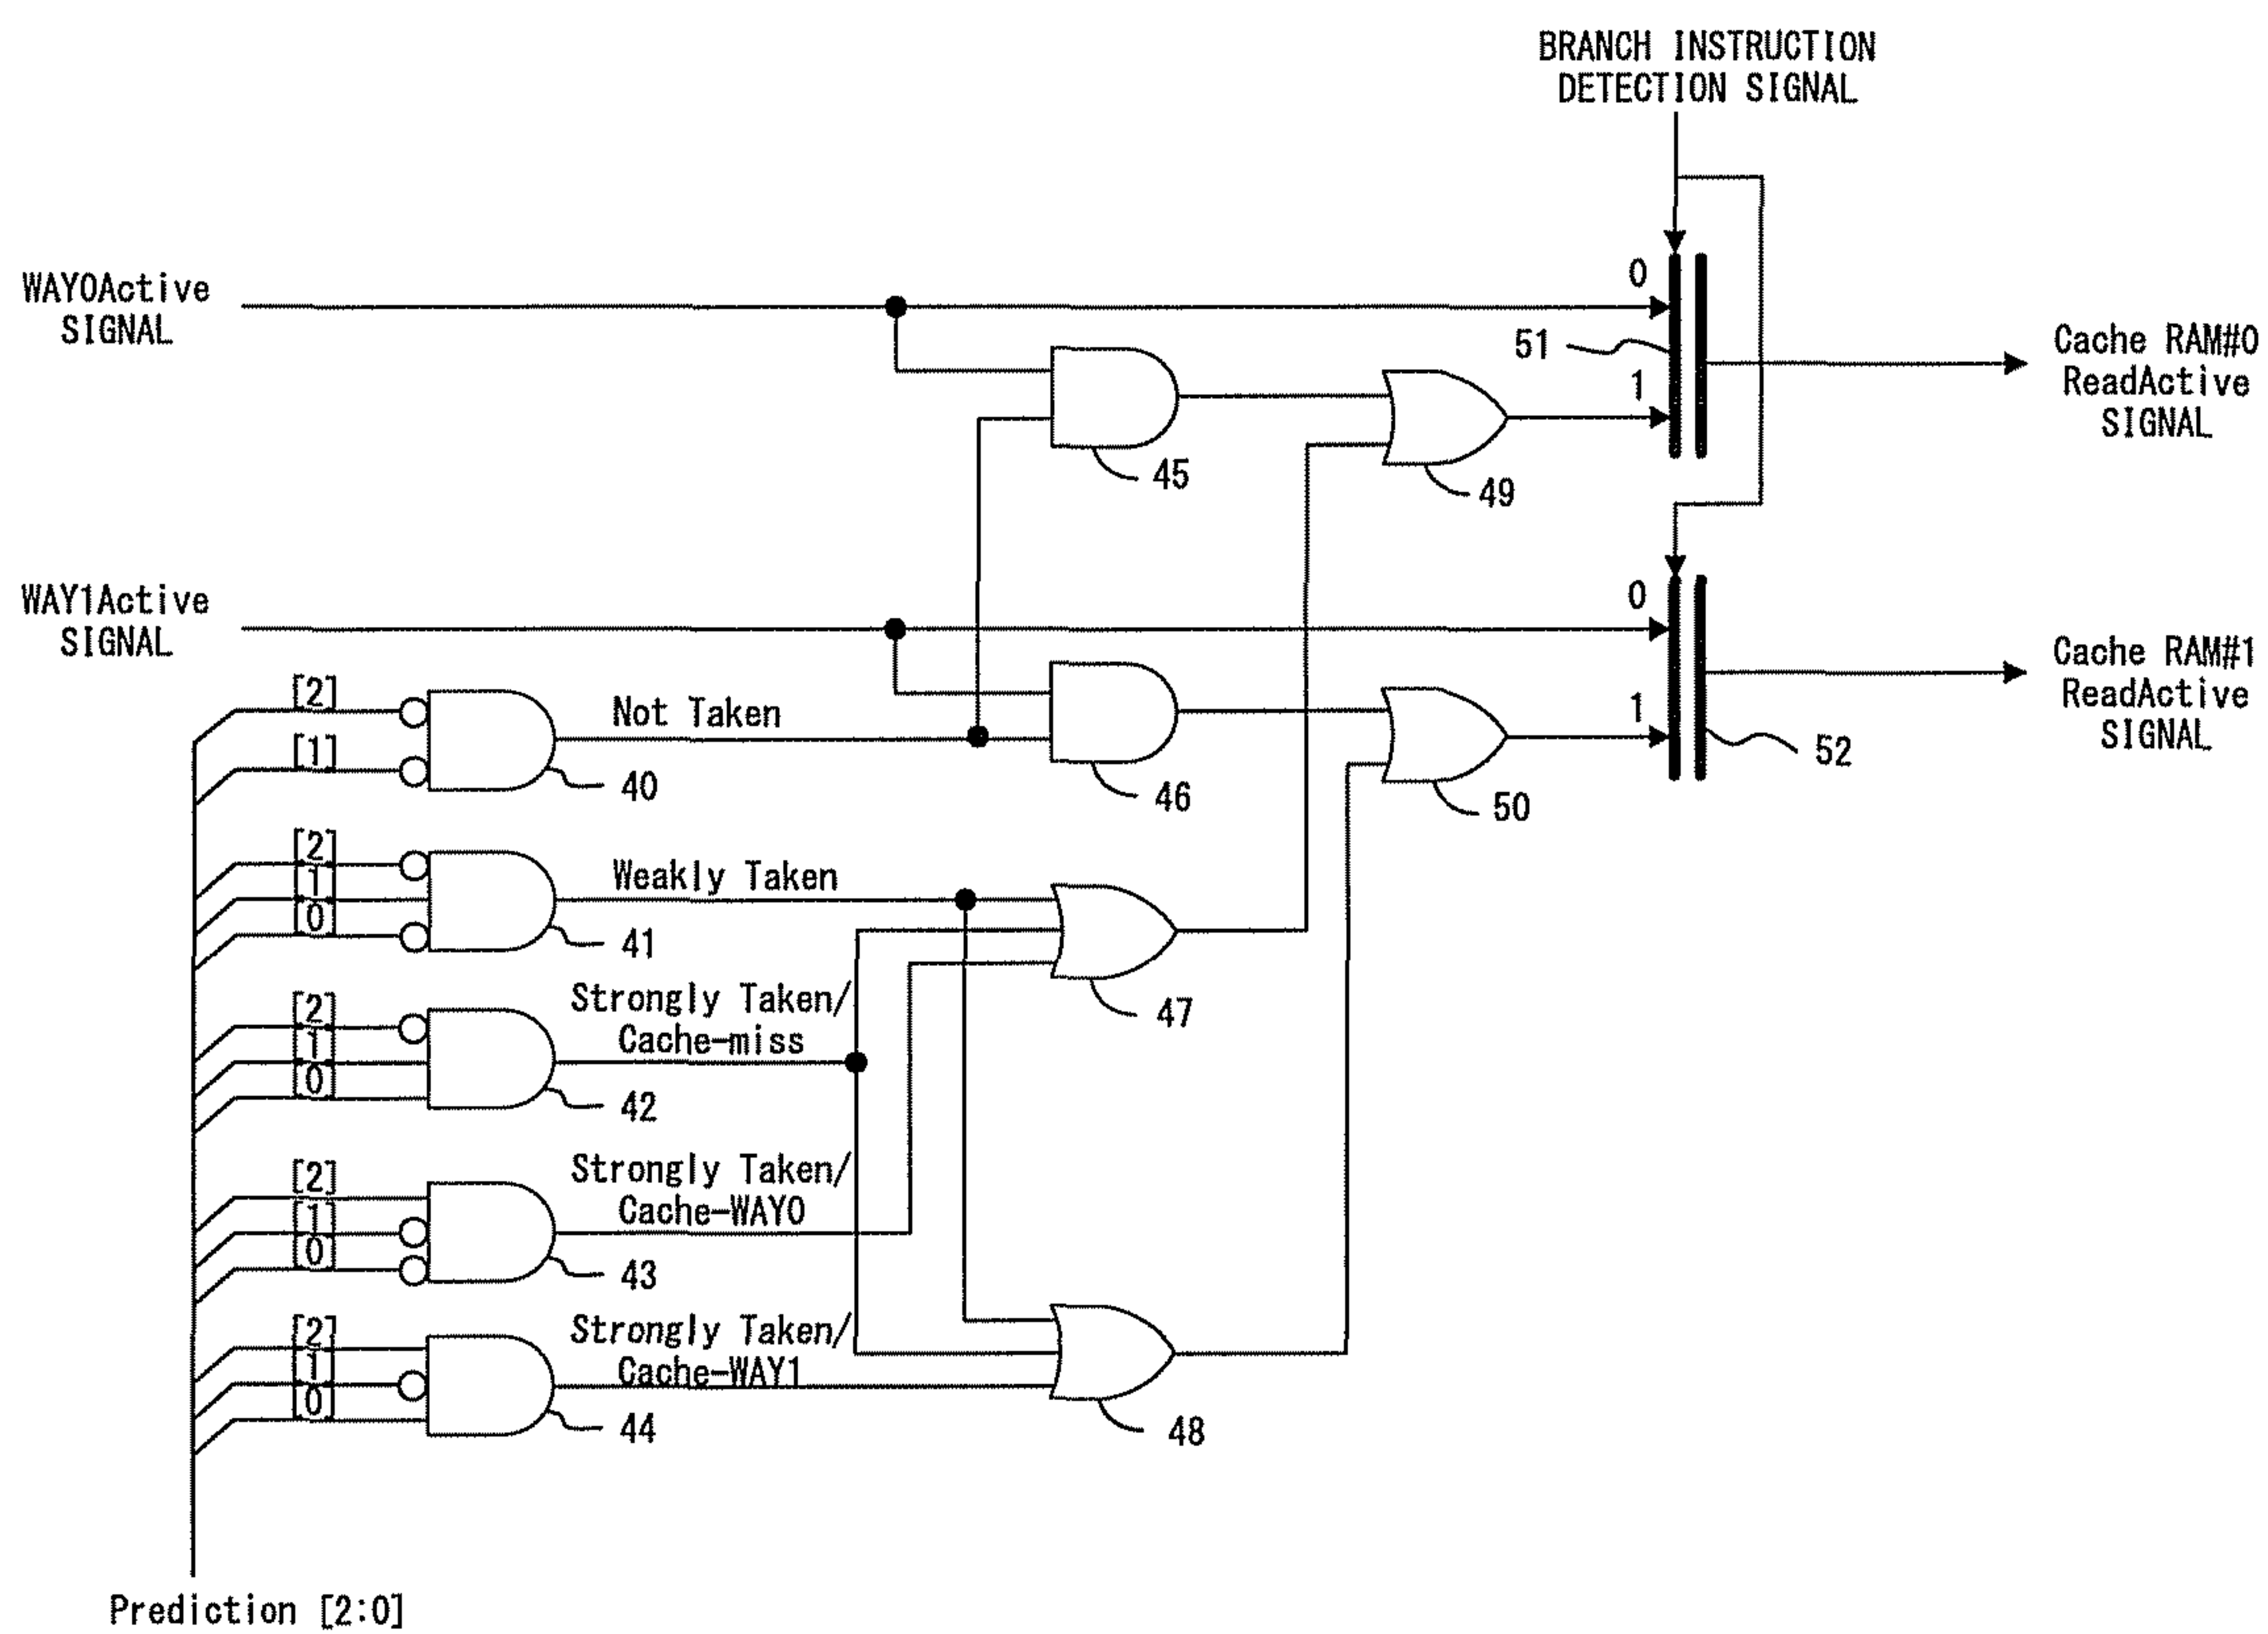 BRANCH INSTRUCTION
DETECTION SIGNAL
WAY0Active
SIGNAL
0
51
1
Cache RAM#0
ReadActive
SIGNAL
45
49
WAY1Active
SIGNAL
0
1
Cache RAM#1
ReadActive
SIGNAL
52
[2]
[1]
Not Taken
40
46
50
[2]
1
0
Weakly Taken
41
47
[2]
1
0
Strongly Taken/
Cache-miss
42
[2]
[1]
0
Strongly Taken/
Cache-WAY0
43
[2]
1
0
Strongly Taken/
Cache-WAY1
44
48
Prediction [2:0]